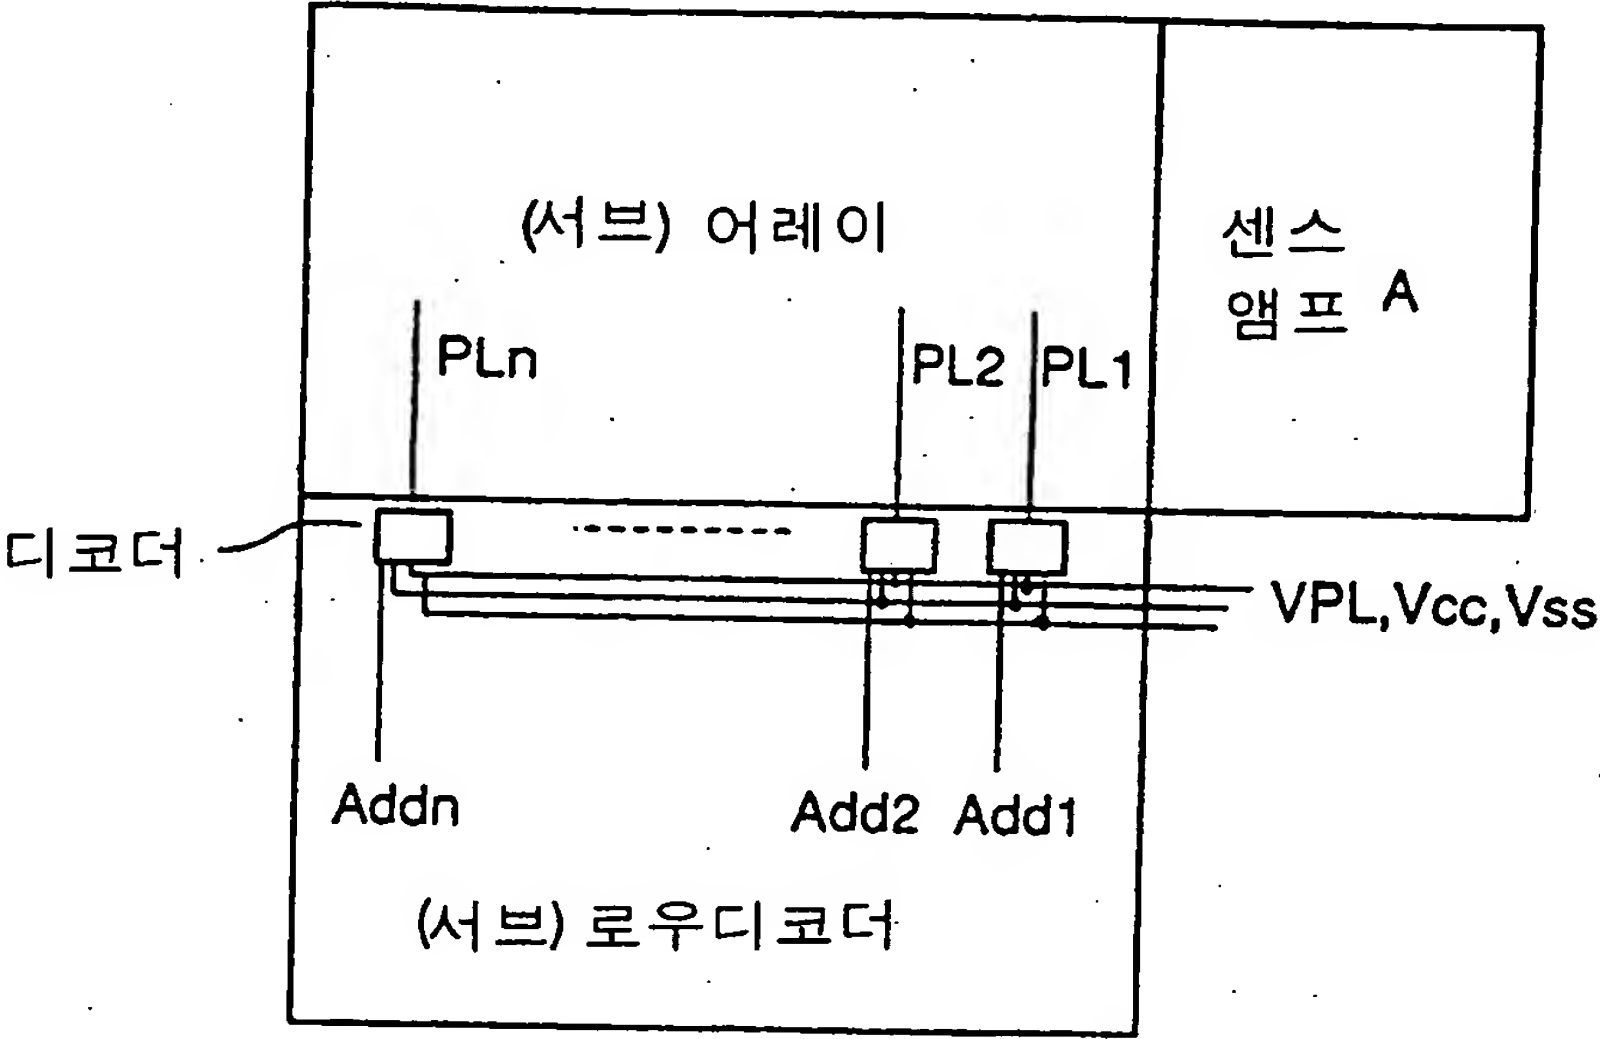 (서브) 어레이
센스
앰프 A
PLn
PL2
PL1
디코더
VPL,Vcc,Vss
Addn
Add2
Add1
(서브) 로우디코더